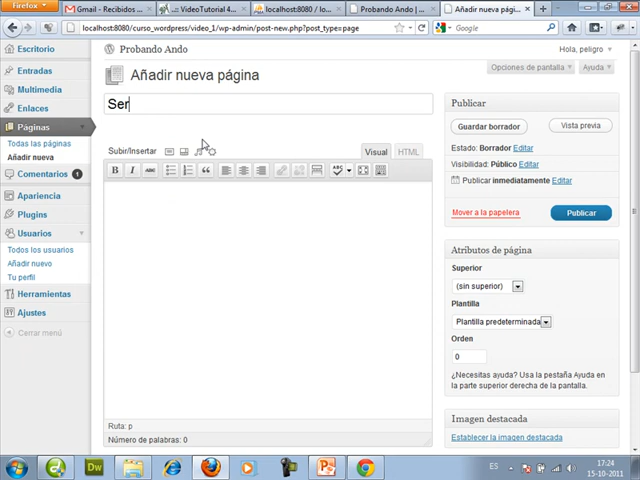 Firefox
Gmail - Recibidos
.: VideoTutorial 4...
localhost:8080 / lo...
Probando Ando | ...
Añadir nueva pági...
localhost:8080/curso_wordpress/video_1/wp-admin/post-new.php?post_type=page
Google
Escritorio
Probando Ando
Hola, peligro
Entradas
Añadir nueva página
Opciones de pantalla
Ayuda
Multimedia
Enlaces
Ser
Publicar
Páginas
Guardar borrador
Vista previa
Todas las páginas
Subir/Insertar
Visual
HTML
Estado: Borrador Editar
Añadir nueva
Visibilidad: Público Editar
Comentarios 1
B I ABC
Publicar inmediatamente Editar
Apariencia
Plugins
Mover a la papelera
Publicar
Usuarios
Todos los usuarios
Atributos de página
Añadir nuevo
Superior
Tu perfil
(sin superior)
Herramientas
Plantilla
Ajustes
Plantilla predeterminada
Cerrar menú
Orden
0
¿Necesitas ayuda? Usa la pestaña Ayuda en
la parte superior derecha de la pantalla.
Ruta: p
Imagen destacada
Número de palabras: 0
Establecer la imagen destacada
Dw
ES
17:24
15-10-2011